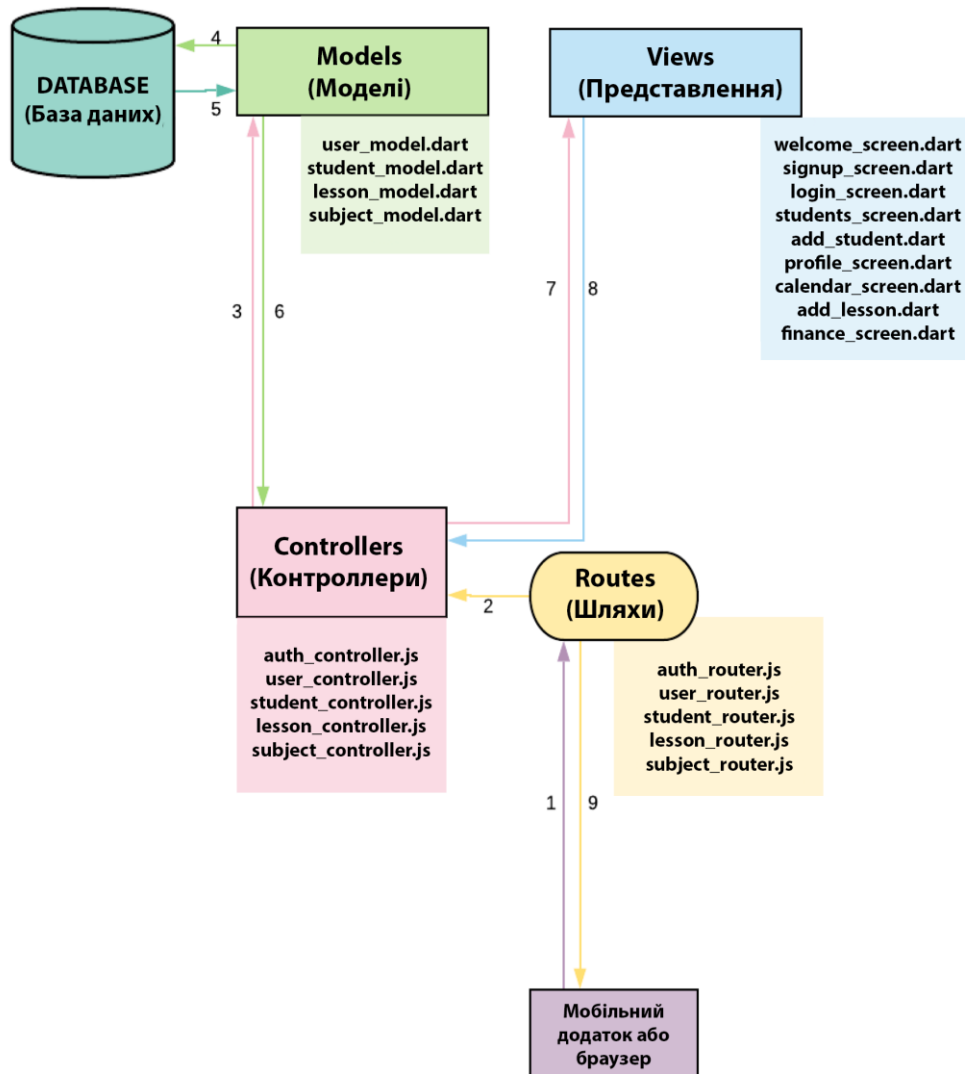 DATABASE
(База даних)
4
5
Models
(Моделі)
user_model.dart
student_model.dart
lesson_model.dart
subject_model.dart
Views
(Представлення)
welcome_screen.dart
signup_screen.dart
login_screen.dart
students_screen.dart
add_student.dart
profile_screen.dart
calendar_screen.dart
add_lesson.dart
finance_screen.dart
3
6
7
8
Controllers
(Контроллери)
auth_controller.js
user_controller.js
student_controller.js
lesson_controller.js
subject_controller.js
2
Routes
(Шляхи)
auth_router.js
user_router.js
student_router.js
lesson_router.js
subject_router.js
1
9
Мобільний
додаток або
браузер